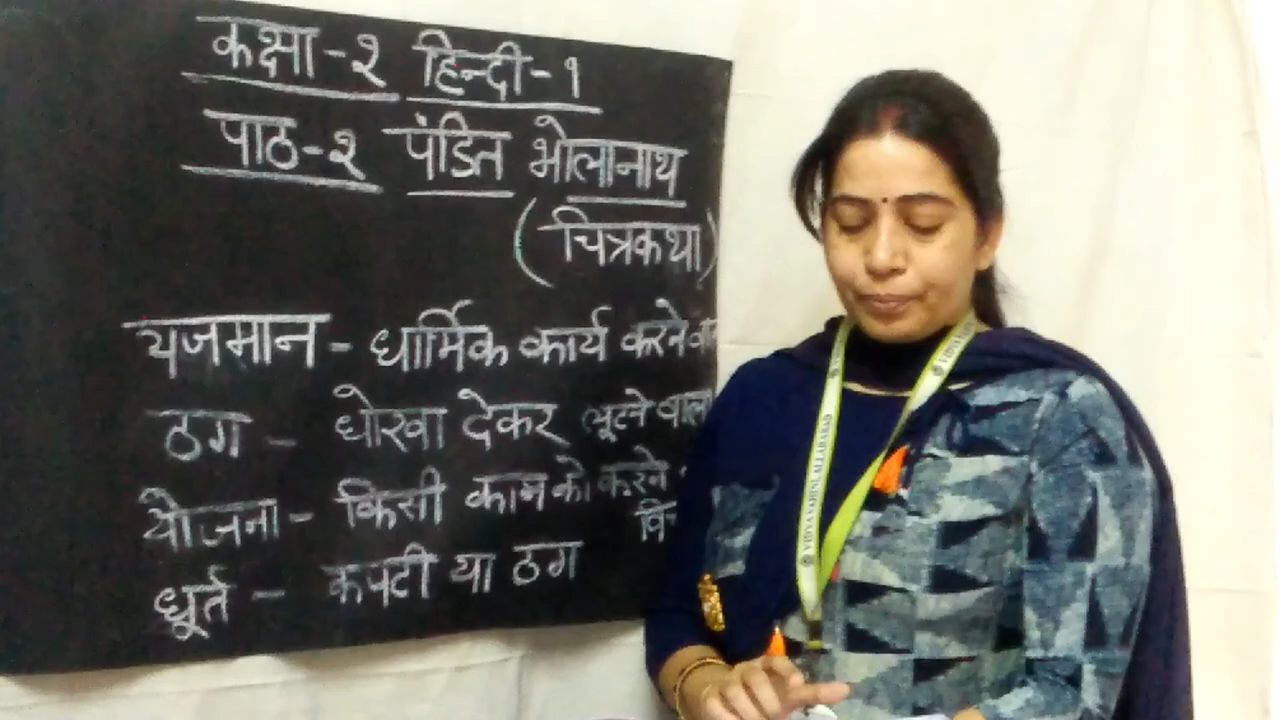 कक्षा-२ हिन्दी-१
पाठ-२ पंडित भोलानाथ
(चित्रकथा)
यजमान - धार्मिक कार्य करने
ठग - धोखा देकर लूटने वाला
योजना - किसी काम को करने
धूर्त - कपटी या ठग